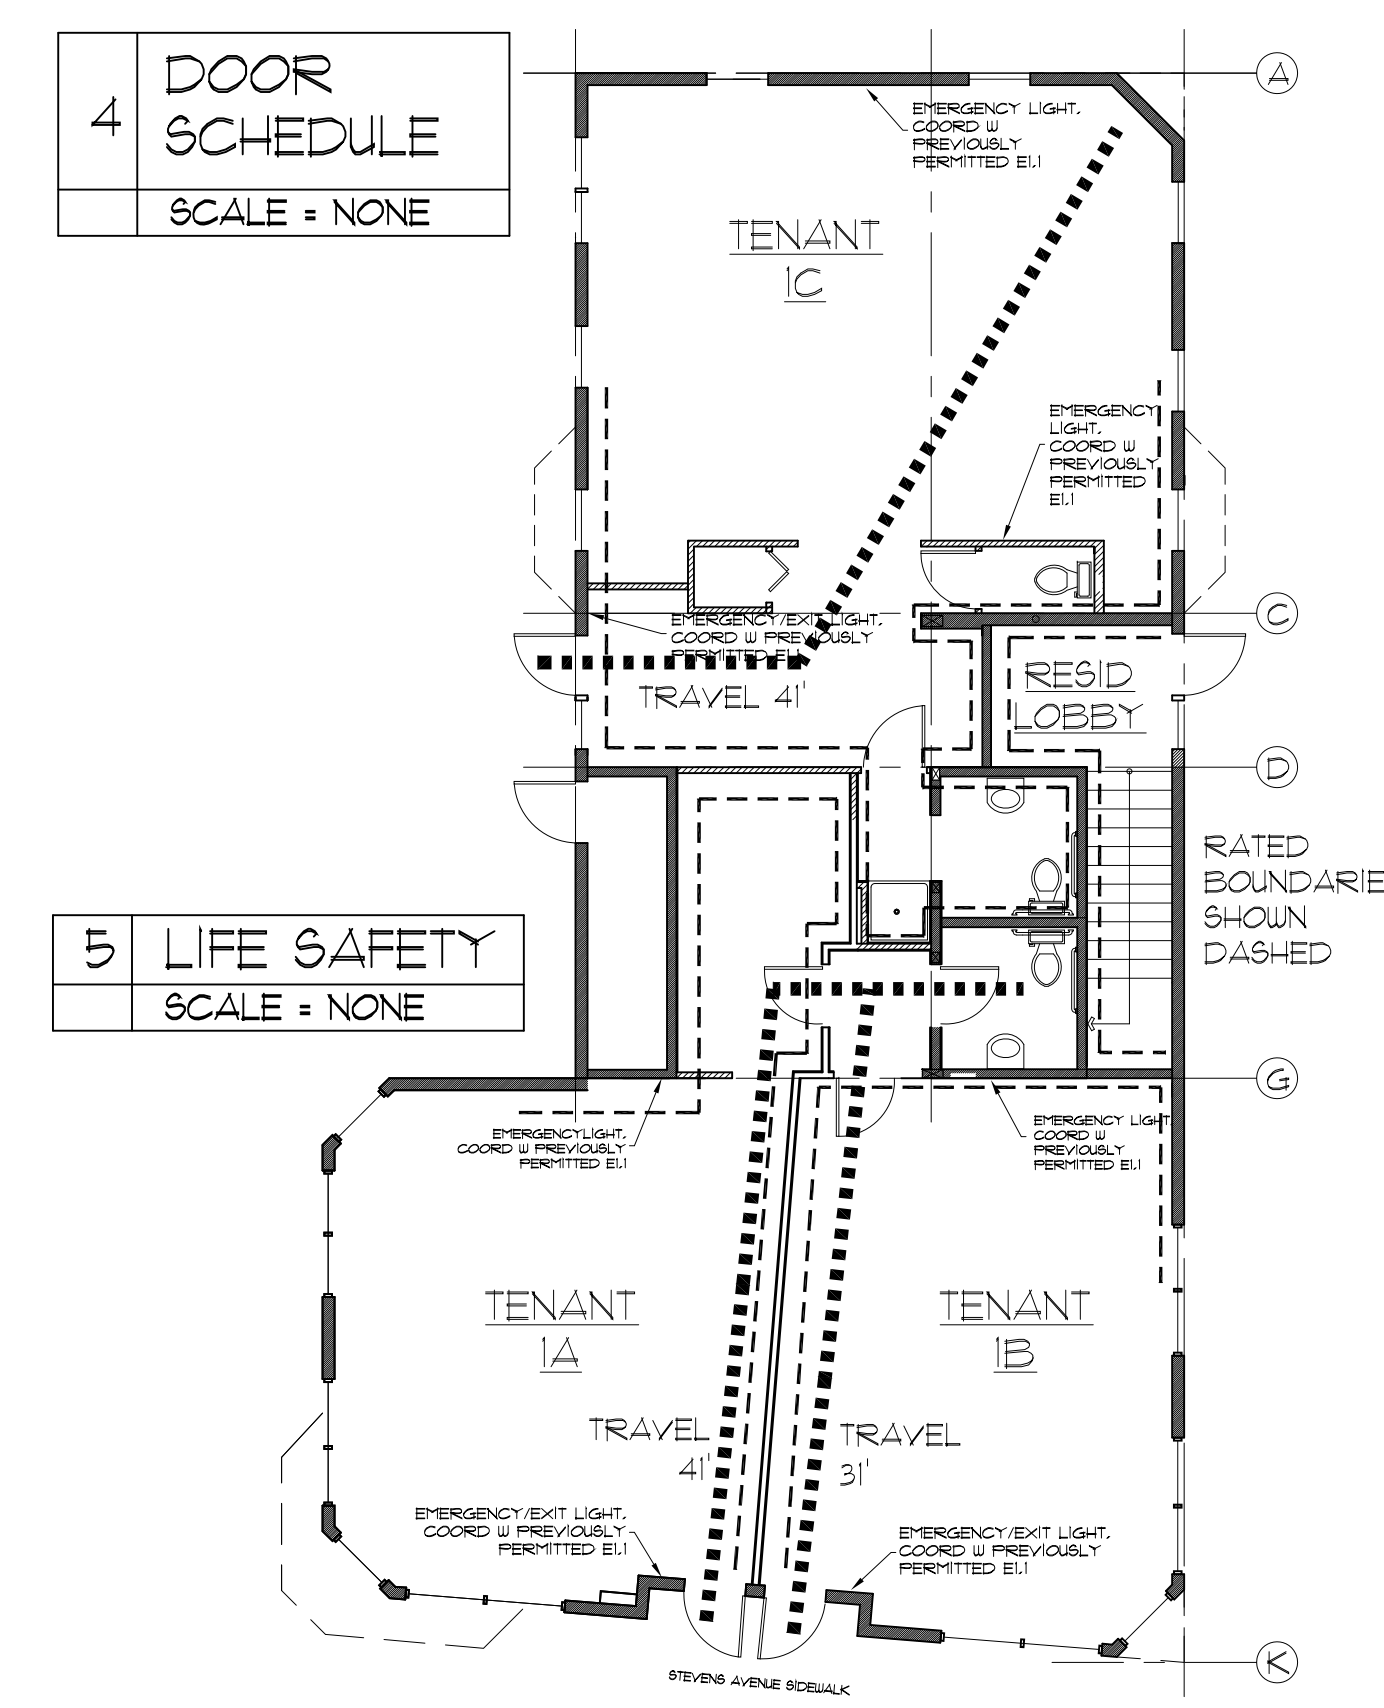 4
DOOR
SCHEDULE
SCALE = NONE
A
EMERGENCY LIGHT,
COORD W
PREVIOUSLY
PERMITTED E1.1
TENANT
1C
EMERGENCY
LIGHT,
COORD W
PREVIOUSLY
PERMITTED
E1.1
C
EMERGENCY/EXIT LIGHT,
COORD W PREVIOUSLY
PERMITTED E1.1
TRAVEL 41'
RESID
LOBBY
D
RATED
BOUNDARIE
SHOWN
DASHED
5
LIFE SAFETY
SCALE = NONE
G
EMERGENCYLIGHT,
COORD W PREVIOUSLY
PERMITTED E1.1
EMERGENCY LIGHT,
COORD W
PREVIOUSLY
PERMITTED E1.1
TENANT
1A
TENANT
1B
TRAVEL
41'
TRAVEL
31'
EMERGENCY/EXIT LIGHT,
COORD W PREVIOUSLY
PERMITTED E1.1
EMERGENCY/EXIT LIGHT,
COORD W PREVIOUSLY
PERMITTED E1.1
K
STEVENS AVENUE SIDEWALK